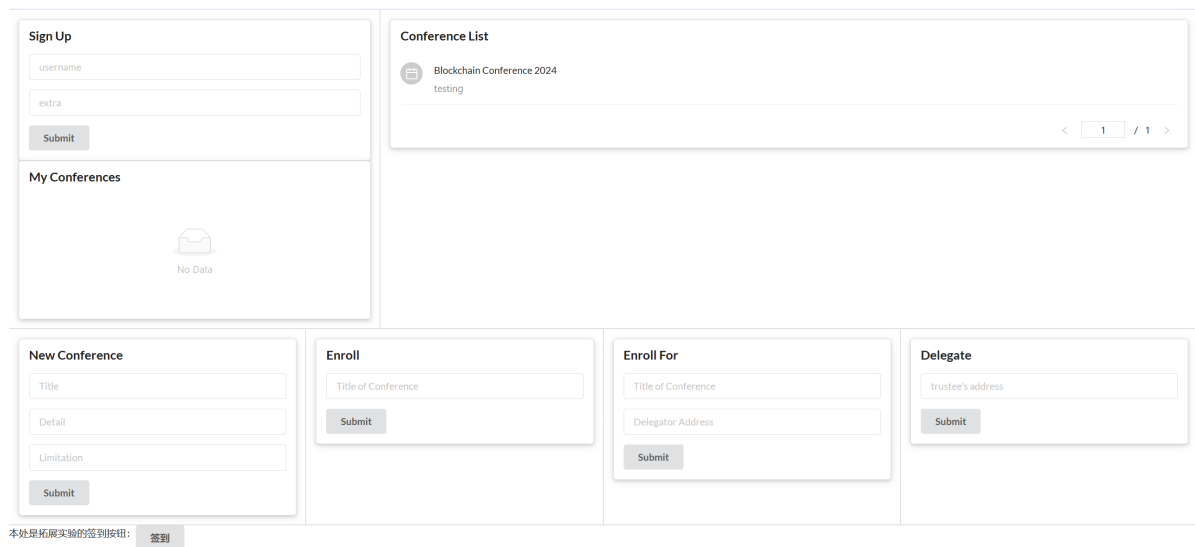 Sign Up
username
extra
Submit
My Conferences
No Data
Conference List
Blockchain Conference 2024
testing
< 1 / 1 >
New Conference
Title
Detail
Limitation
Submit
Enroll
Title of Conference
Submit
Enroll For
Title of Conference
Delegator Address
Submit
Delegate
trustee's address
Submit
本处是拓展实验的签到按钮： 签到